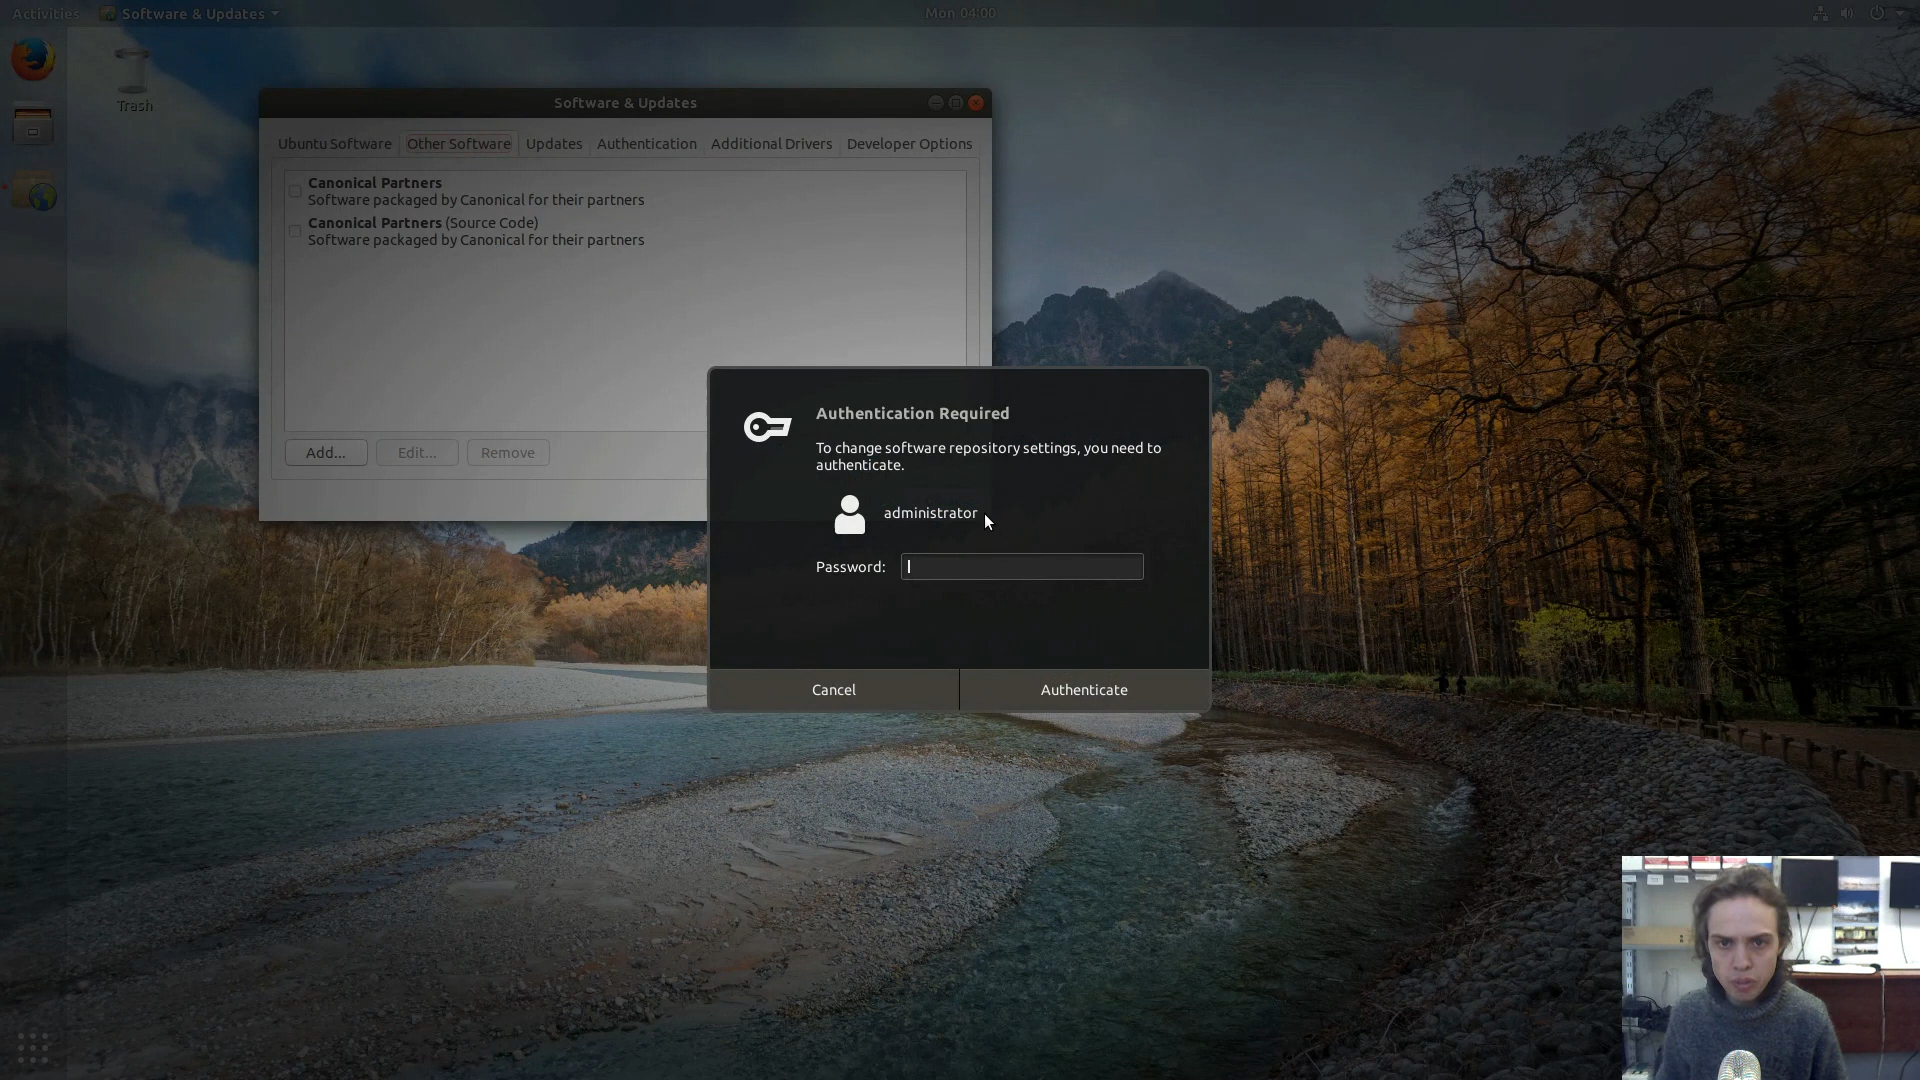 Activities
Software & Updates
Mon 04:00
Trash
Software & Updates
Ubuntu Software
Other Software
Updates
Authentication
Additional Drivers
Developer Options
Canonical Partners
Software packaged by Canonical for their partners
Canonical Partners (Source Code)
Software packaged by Canonical for their partners
Add...
Edit...
Remove
Authentication Required
To change software repository settings, you need to
authenticate.
administrator
Password:
Cancel
Authenticate